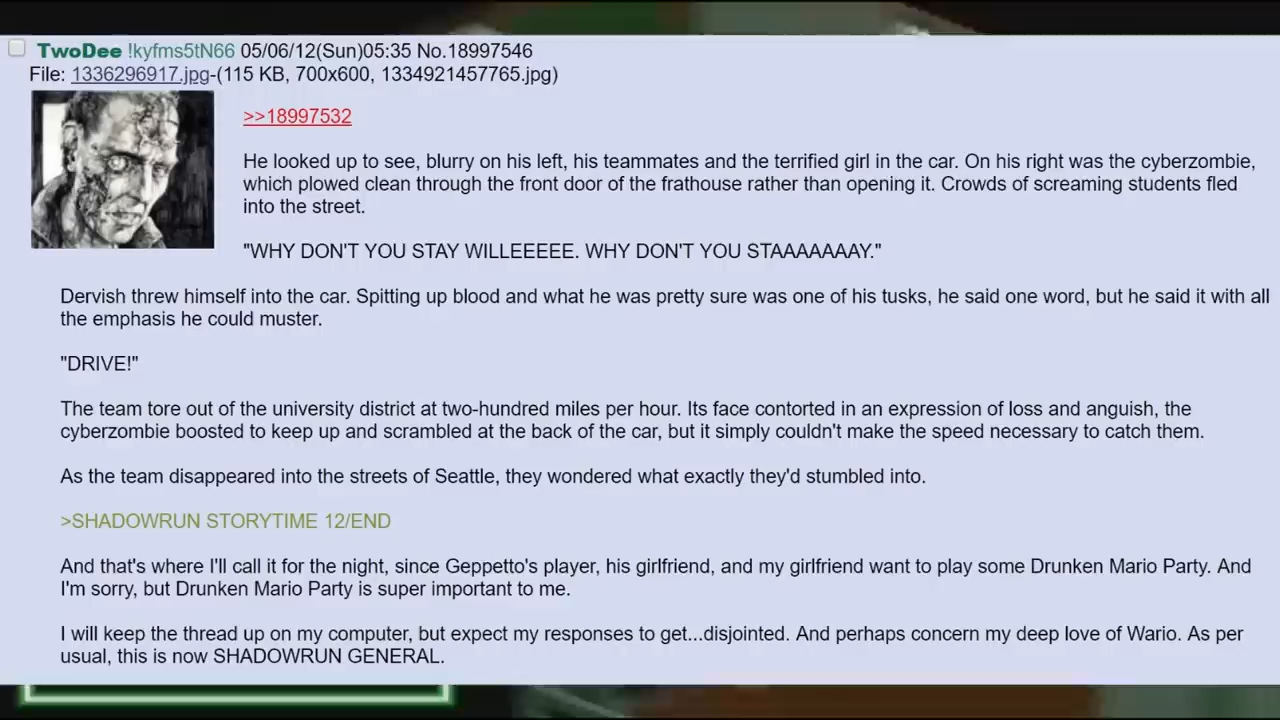 TwoDee !kyfms5tN66 05/06/12(Sun)05:35 No.18997546
File: 1336296917.jpg-(115 KB, 700x600, 1334921457765.jpg)
>>18997532
He looked up to see, blurry on his left, his teammates and the terrified girl in the car. On his right was the cyberzombie,
which plowed clean through the front door of the frathouse rather than opening it. Crowds of screaming students fled
into the street.
"WHY DON'T YOU STAY WILLEEEEE. WHY DON'T YOU STAAAAAAAY."
Dervish threw himself into the car. Spitting up blood and what he was pretty sure was one of his tusks, he said one word, but he said it with all
the emphasis he could muster.
"DRIVE!"
The team tore out of the university district at two-hundred miles per hour. Its face contorted in an expression of loss and anguish, the
cyberzombie boosted to keep up and scrambled at the back of the car, but it simply couldn't make the speed necessary to catch them.
As the team disappeared into the streets of Seattle, they wondered what exactly they'd stumbled into.
>SHADOWRUN STORYTIME 12/END
And that's where I'll call it for the night, since Geppetto's player, his girlfriend, and my girlfriend want to play some Drunken Mario Party. And
I'm sorry, but Drunken Mario Party is super important to me.
I will keep the thread up on my computer, but expect my responses to get...disjointed. And perhaps concern my deep love of Wario. As per
usual, this is now SHADOWRUN GENERAL.